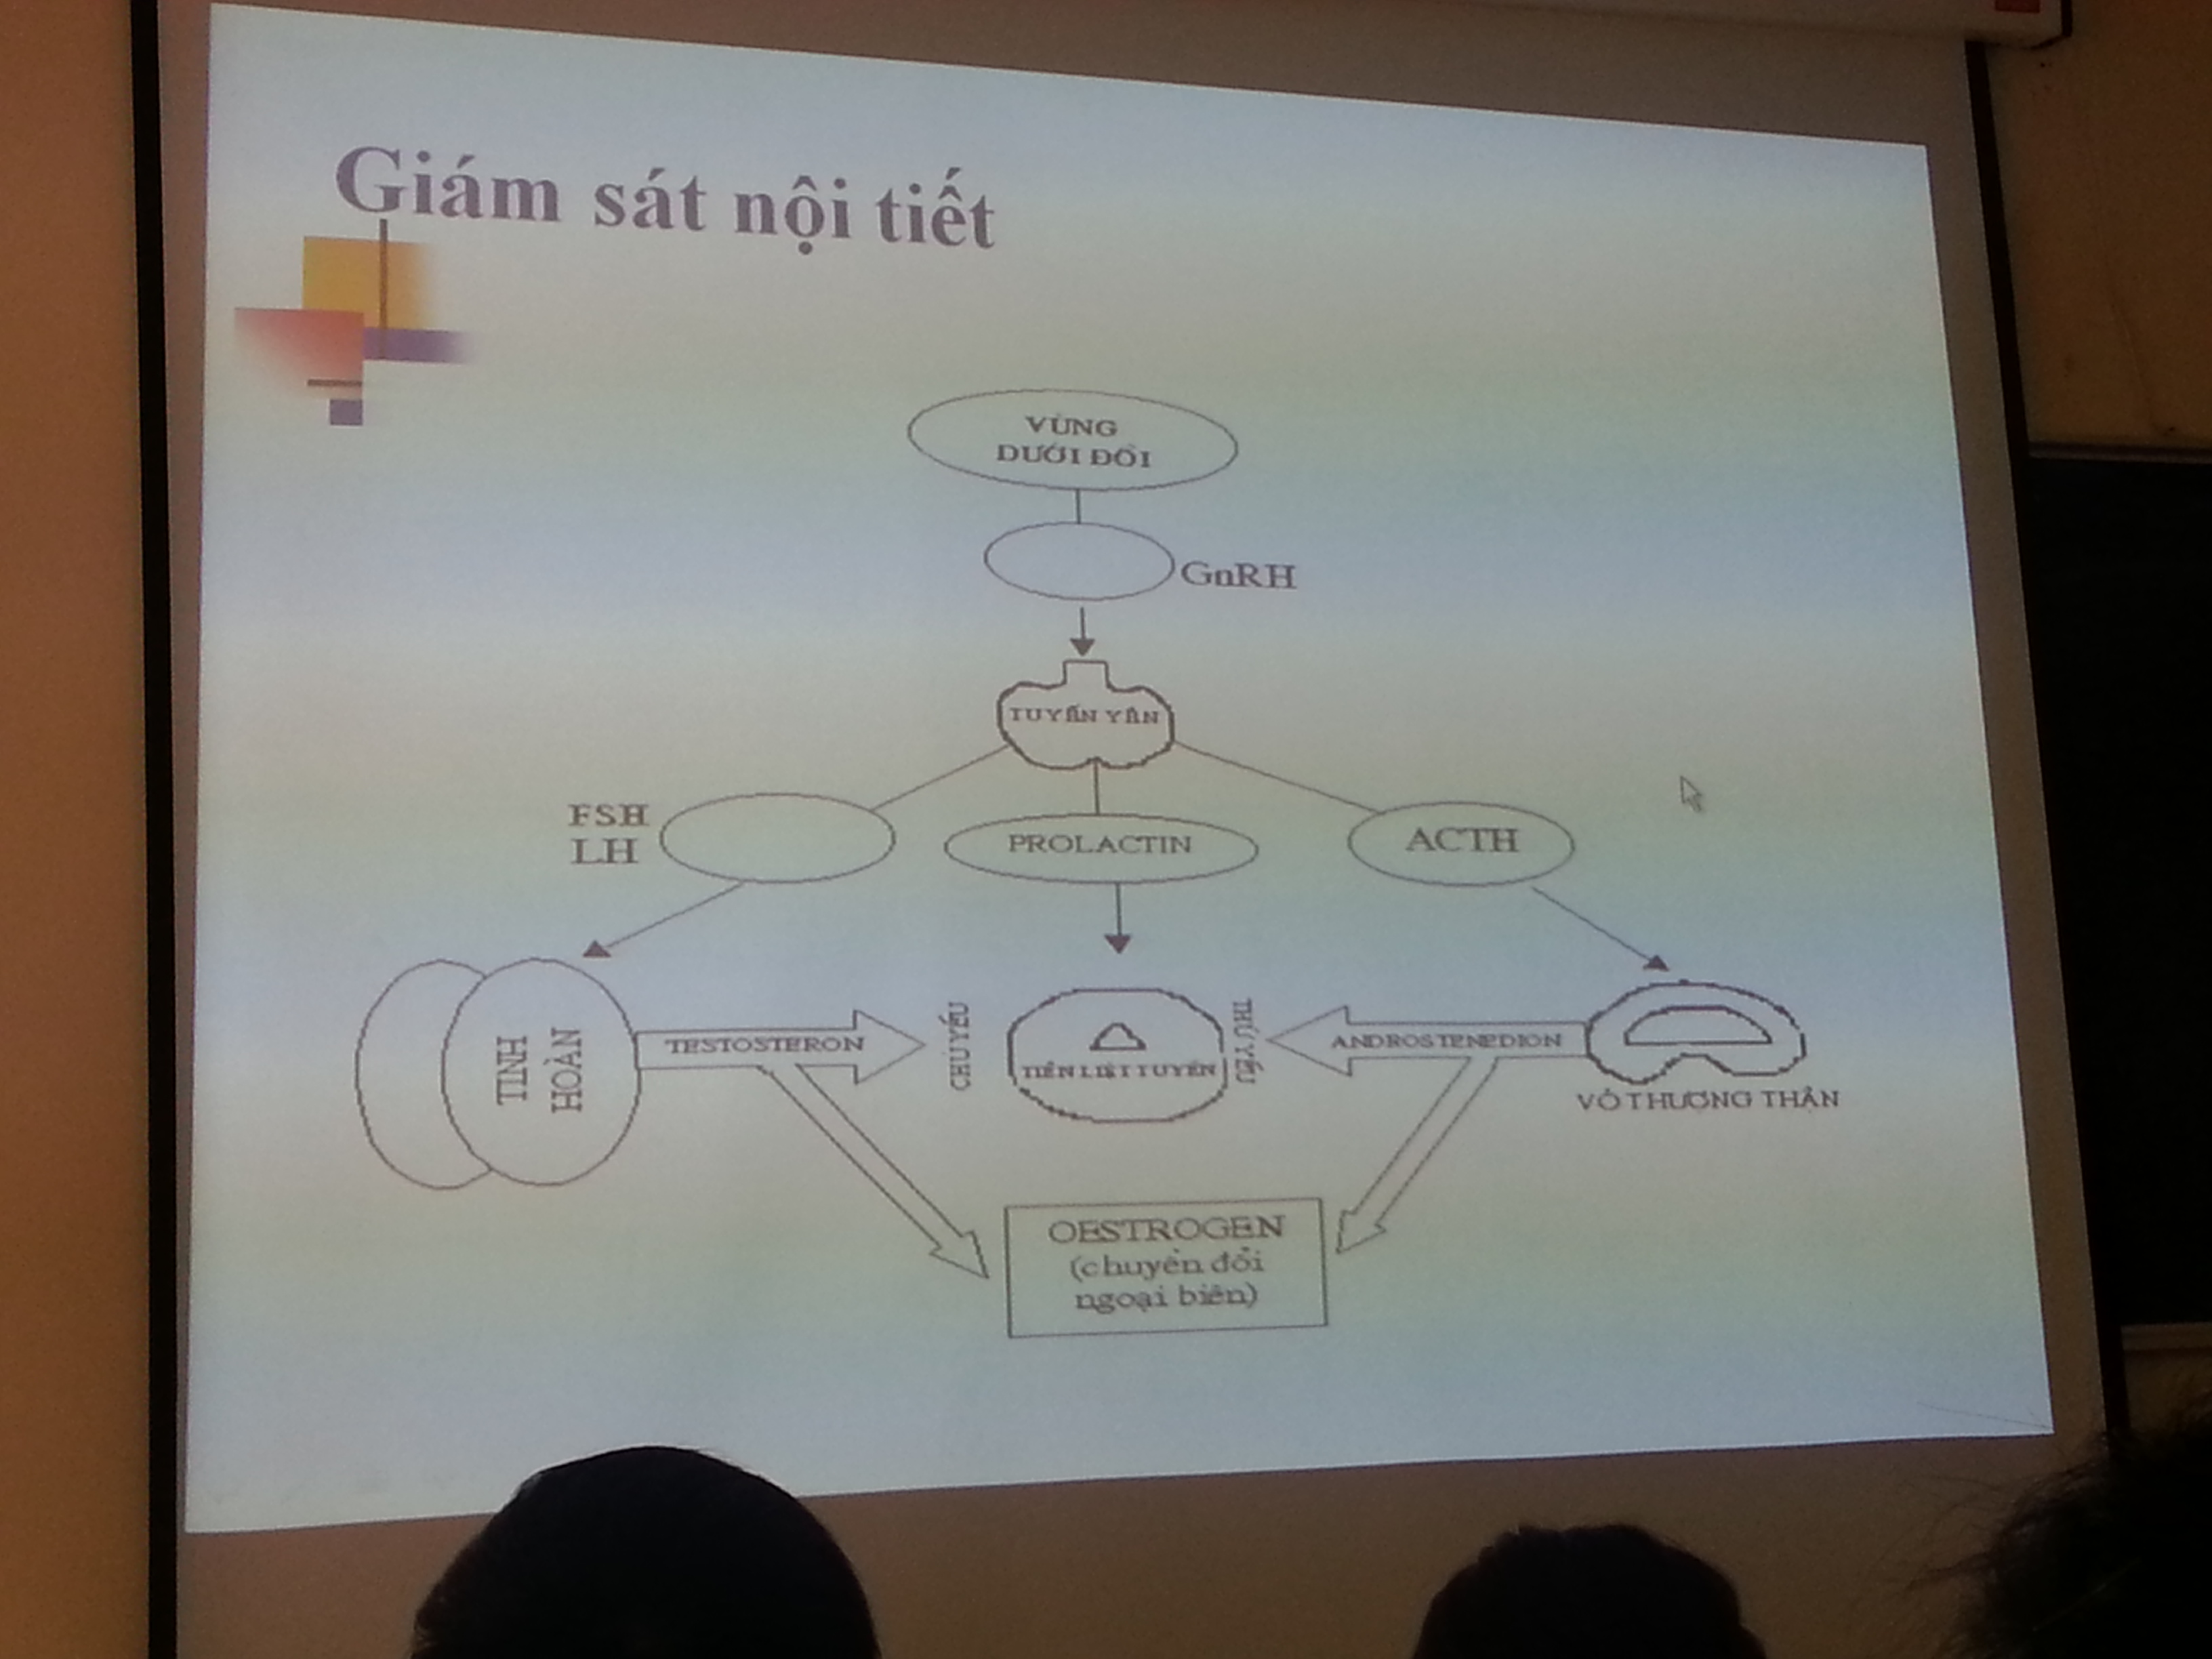 Giám sát nội tiết
VÙNG
DƯỚI ĐỒI
GnRH
TUYẾN YÊN
FSH
LH
PROLACTIN
ACTH
TINH
HOÀN
TESTOSTERON
CHỦ YẾU
TIỀN LIỆT TUYẾN
THỨ YẾU
ANDROSTENEDION
VỎ THƯỢNG THẬN
OESTROGEN
(chuyển đổi
ngoại biên)